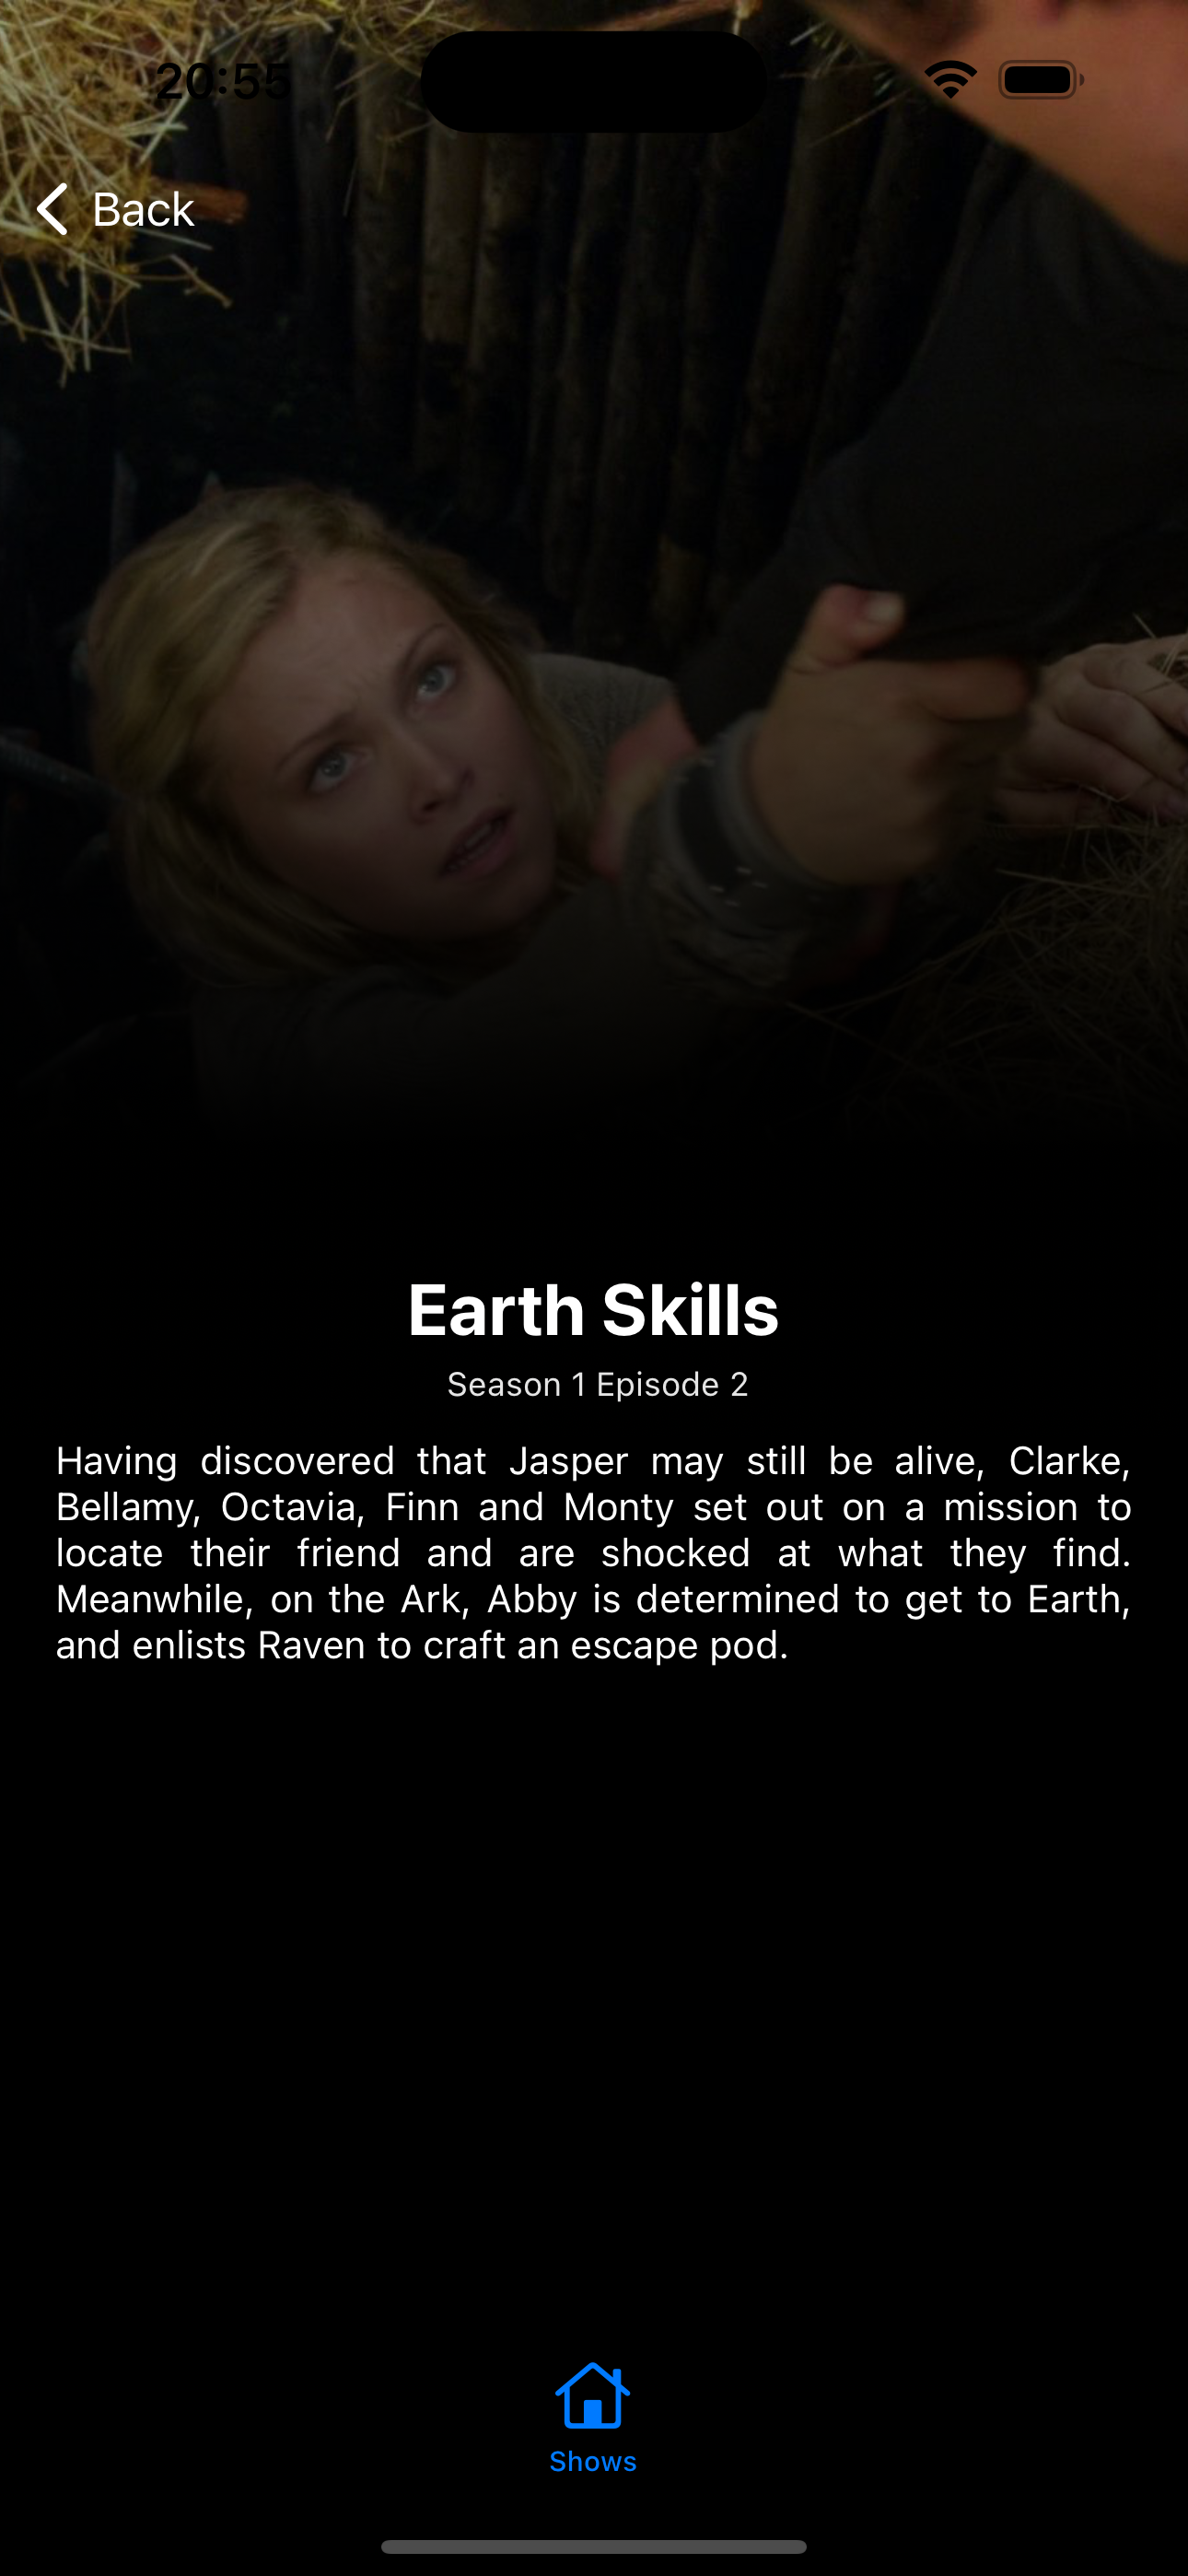 20:55
Back
Earth Skills
Season 1 Episode 2
Having discovered that Jasper may still be alive, Clarke,
Bellamy, Octavia, Finn and Monty set out on a mission to
locate their friend and are shocked at what they find.
Meanwhile, on the Ark, Abby is determined to get to Earth,
and enlists Raven to craft an escape pod.
Shows